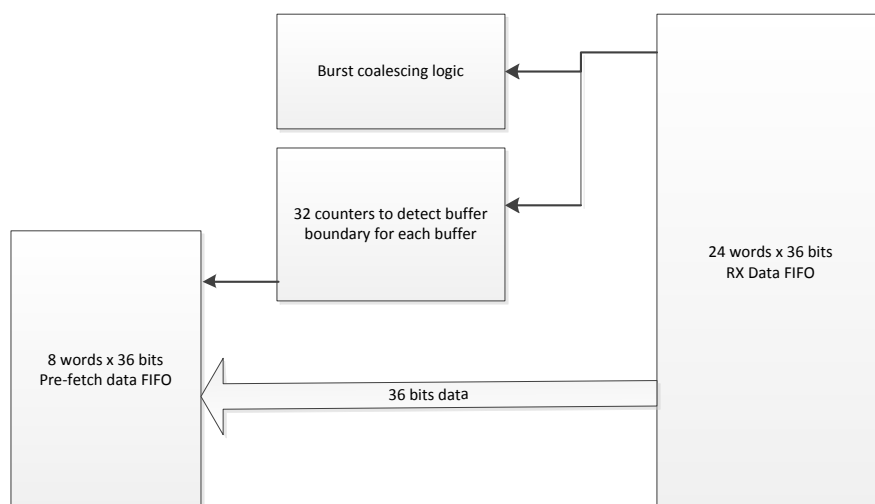 Burst coalescing logic
32 counters to detect buffer
boundary for each buffer
24 words x 36 bits
RX Data FIFO
8 words x 36 bits
Pre-fetch data FIFO
36 bits data